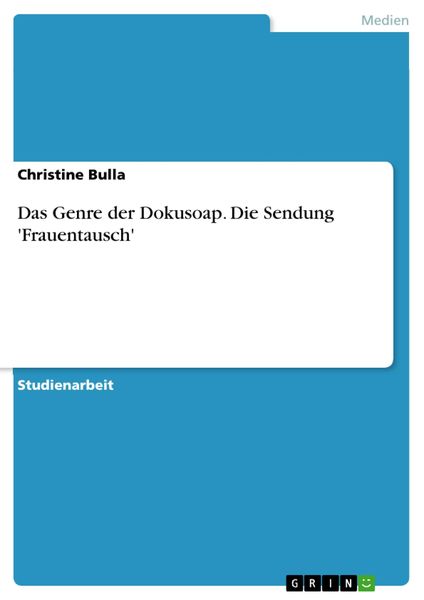 Medien
Christine Bulla
Das Genre der Dokusoap. Die Sendung
'Frauentausch'
Studienarbeit
GRIN